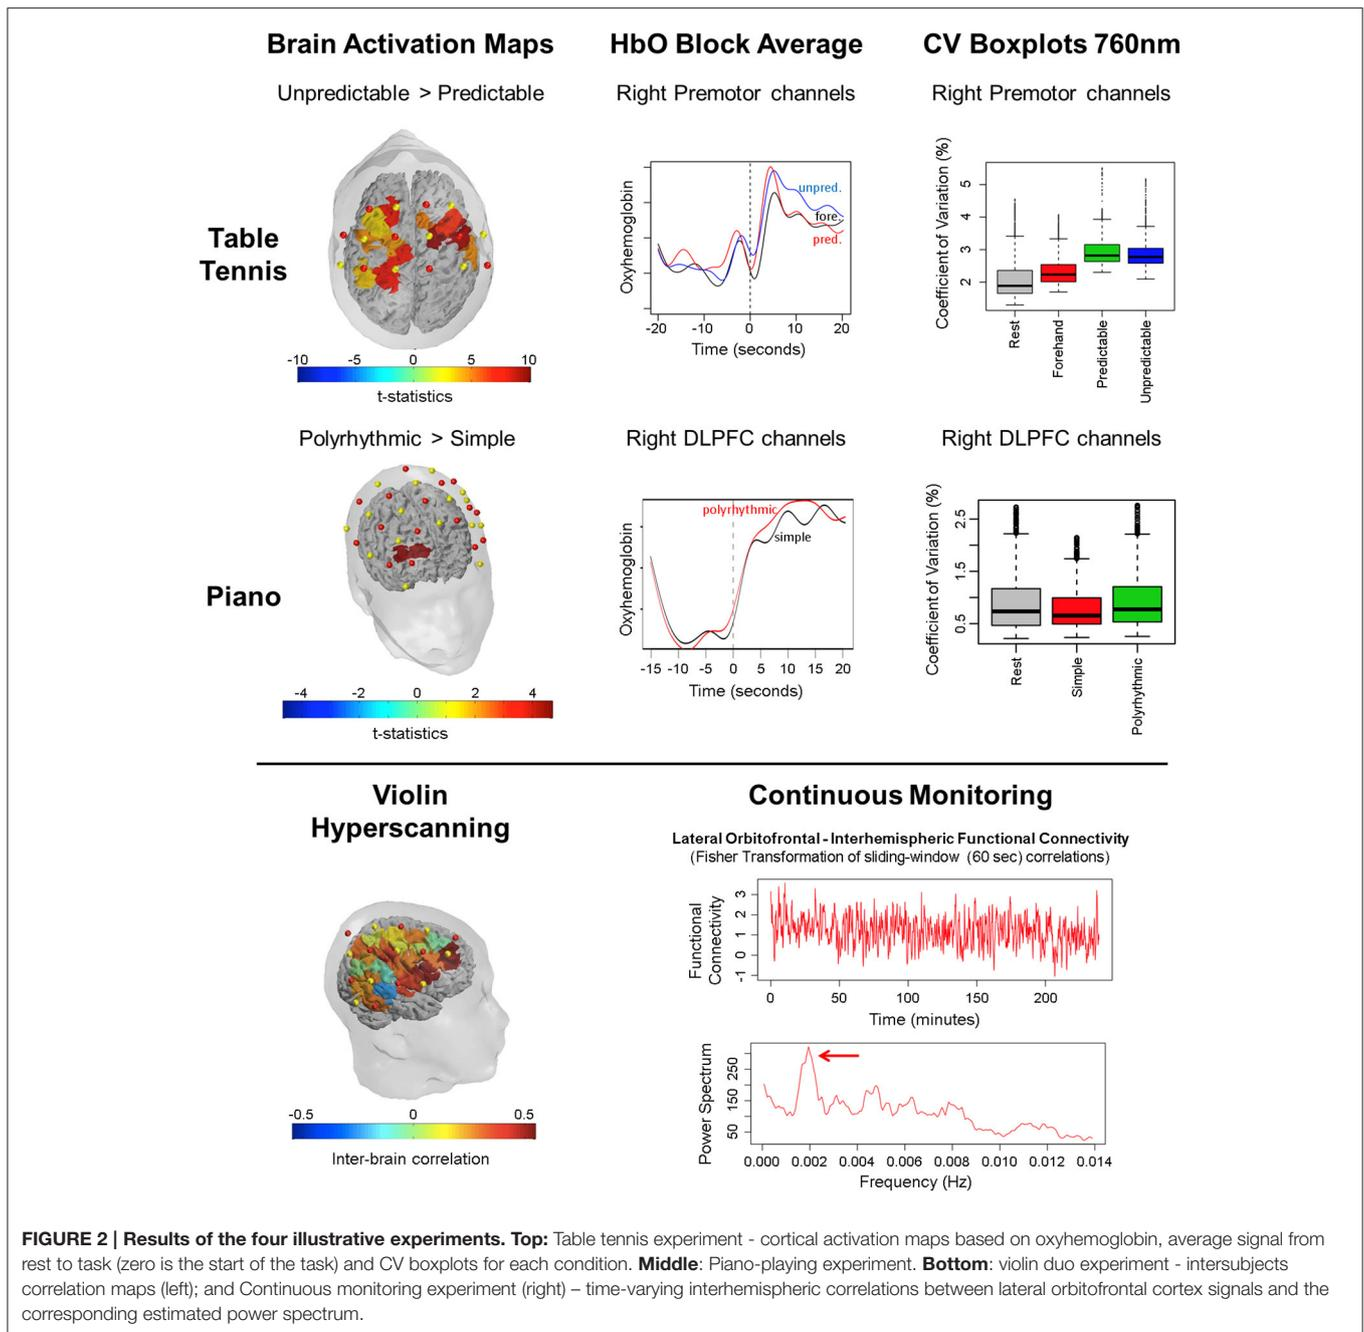 Brain Activation Maps
HbO Block Average
CV Boxplots 760nm
Unpredictable > Predictable
Right Premotor channels
Right Premotor channels
Table
Tennis
-10 -5 0 5 10
t-statistics
Oxyhemoglobin
unpred.
fore.
pred.
-20 -10 0 10 20
Time (seconds)
Coefficient of Variation (%)
5
4
3
2
Rest
Forehand
Predictable
Unpredictable
Polyrhythmic > Simple
Right DLPFC channels
Right DLPFC channels
Piano
-4 -2 0 2 4
t-statistics
Oxyhemoglobin
polyrhythmic
simple
-15 -10 -5 0 5 10 15 20
Time (seconds)
Coefficient of Variation (%)
2.5
1.5
0.5
Rest
Simple
Polyrhythmic
Violin
Hyperscanning
-0.5 0 0.5
Inter-brain correlation
Continuous Monitoring
Lateral Orbitofrontal - Interhemispheric Functional Connectivity
(Fisher Transformation of sliding-window (60 sec) correlations)
Functional
Connectivity
3
2
1
0
-1
0 50 100 150 200
Time (minutes)
Power Spectrum
250
150
50
0.000 0.002 0.004 0.006 0.008 0.010 0.012 0.014
Frequency (Hz)
FIGURE 2 | Results of the four illustrative experiments. Top: Table tennis experiment - cortical activation maps based on oxyhemoglobin, average signal from
rest to task (zero is the start of the task) and CV boxplots for each condition. Middle: Piano-playing experiment. Bottom: violin duo experiment - intersubjects
correlation maps (left); and Continuous monitoring experiment (right) – time-varying interhemispheric correlations between lateral orbitofrontal cortex signals and the
corresponding estimated power spectrum.